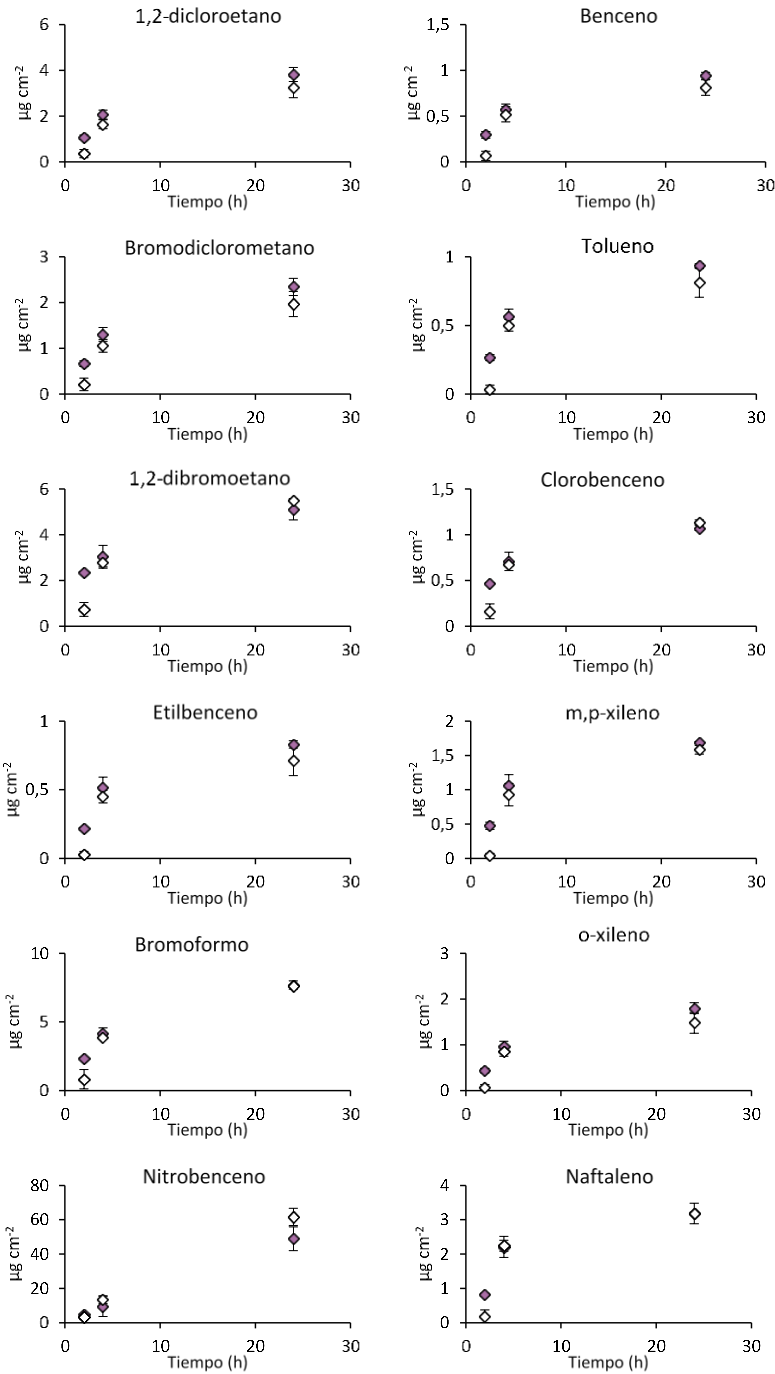 1,2-dicloroetano
6
4
2
0
µg cm-2
0 10 20 30
Tiempo (h)
Benceno
1,5
1
0,5
0
µg cm-2
0 10 20 30
Tiempo (h)
Bromodiclorometano
3
2
1
0
µg cm-2
0 10 20 30
Tiempo (h)
Tolueno
1
0,5
0
µg cm-2
0 10 20 30
Tiempo (h)
1,2-dibromoetano
6
4
2
0
µg cm-2
0 10 20 30
Tiempo (h)
Clorobenceno
1,5
1
0,5
0
µg cm-2
0 10 20 30
Tiempo (h)
Etilbenceno
1
0,5
0
µg cm-2
0 10 20 30
Tiempo (h)
m,p-xileno
2
1,5
1
0,5
0
µg cm-2
0 10 20 30
Tiempo (h)
Bromoformo
10
5
0
µg cm-2
0 10 20 30
Tiempo (h)
o-xileno
3
2
1
0
µg cm-2
0 10 20 30
Tiempo (h)
Nitrobenceno
80
60
40
20
0
µg cm-2
0 10 20 30
Tiempo (h)
Naftaleno
4
3
2
1
0
µg cm-2
0 10 20 30
Tiempo (h)